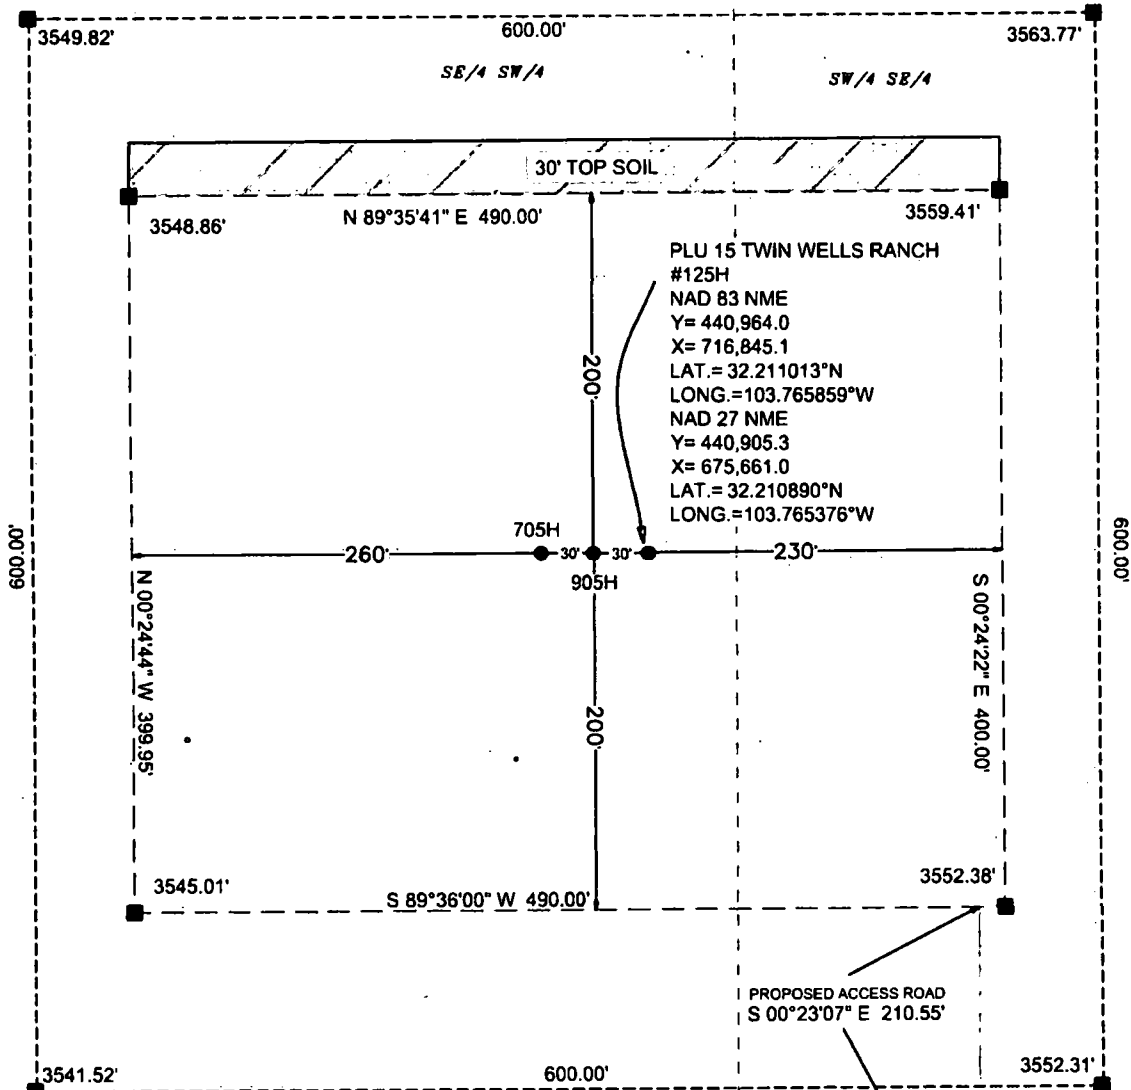 3549.82'
600.00'
3563.77'
SE/4 SW/4
SW/4 SE/4
30' TOP SOIL
3548.86'
N 89°35'41" E 490.00'
3559.41'
PLU 15 TWIN WELLS RANCH
#125H
NAD 83 NME
Y= 440,964.0
X= 716,845.1
LAT.= 32.211013°N
LONG.=103.765859°W
NAD 27 NME
Y= 440,905.3
X= 675,661.0
LAT.= 32.210890°N
LONG.=103.765376°W
200'
705H
260'
30'
30'
230'
905H
600.00'
600.00'
N 00°24'44" W 399.95'
S 00°24'22" E 400.00'
200'
3545.01'
S 89°36'00" W 490.00'
3552.38'
PROPOSED ACCESS ROAD
S 00°23'07" E 210.55'
3541.52'
600.00'
3552.31'